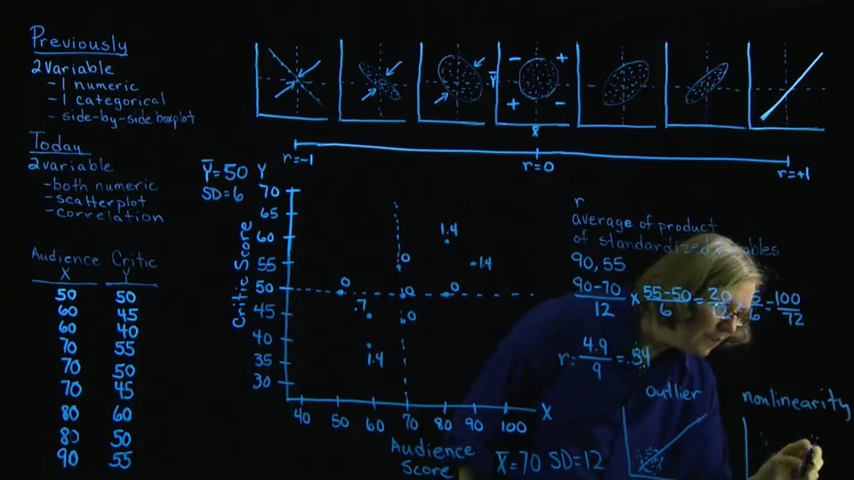 Previously
2 variable
- 1 numeric
- 1 categorical
- side-by-side boxplot
Today
2 variable
- both numeric
- scatterplot
- correlation
Audience Critic
X Y
50 50
60 45
60 40
70 55
70 50
70 45
80 60
80 50
90 55
Ȳ
- +
+ -
X̄
r=-1
r=0
r=+1
Ȳ=50 Y
SD=6
70
65
60
55
50
45
40
35
30
Critic Score
1.4
0
1.4
0
0
0
.7
0
1.4
40 50 60 70 80 90 100 X
Audience
Score
X̄=70 SD=12
r
average of product
of standardized variables
90, 55
90-70/12 × 55-50/6 = 20/12 × 5/6 = 100/72
r= 4.9/9 = .54
outlier
nonlinearity